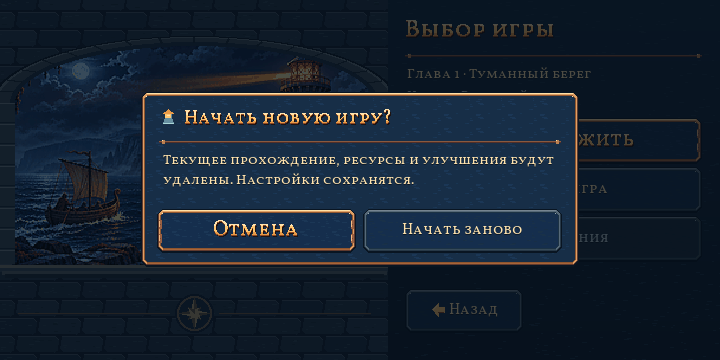 Выбор игры
Глава 1 · Туманный берег
Начать новую игру?
Текущее прохождение, ресурсы и улучшения будут
удалены. Настройки сохранятся.
Отмена
Начать заново
Назад